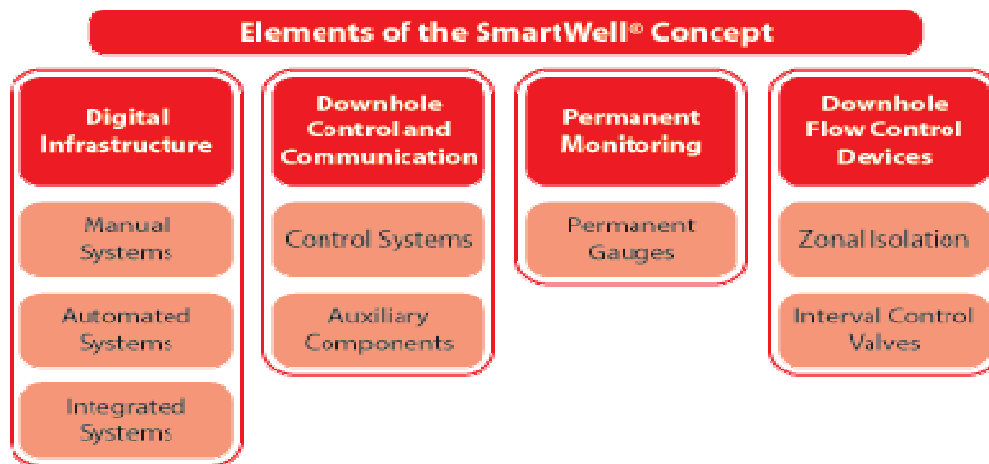 Elements of the SmartWell® Concept
Digital
Infrastructure
Manual
Systems
Automated
Systems
Integrated
Systems
Downhole
Control and
Communication
Control Systems
Auxiliary
Components
Permanent
Monitoring
Permanent
Gauges
Downhole
Flow Control
Devices
Zonal Isolation
Interval Control
Valves